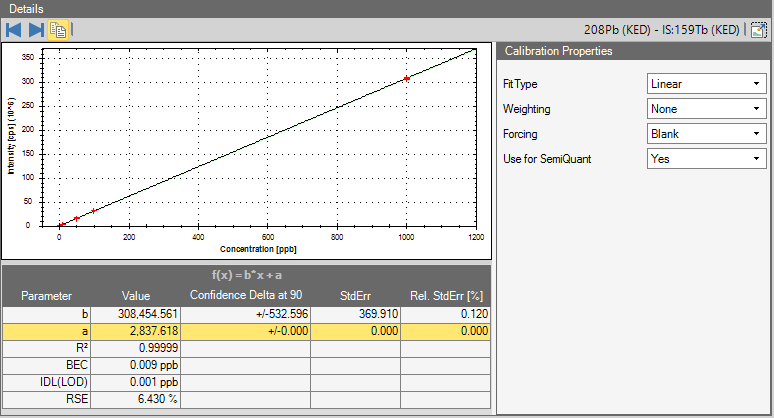 Details
208Pb (KED) - IS:159Tb (KED)
Intensity [cps] (10^6)
350
300
250
200
150
100
50
0
0 200 400 600 800 1000 1200
Concentration [ppb]
Calibration Properties
Fit Type Linear
Weighting None
Forcing Blank
Use for SemiQuant Yes
f(x) = b*x + a
Parameter Value Confidence Delta at 90 StdErr Rel. StdErr [%]
b 308,454.561 +/-532.596 369.910 0.120
a 2,837.618 +/-0.000 0.000 0.000
R² 0.99999
BEC 0.009 ppb
IDL(LOD) 0.001 ppb
RSE 6.430 %